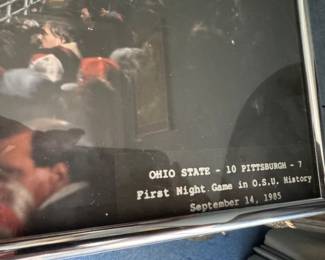 OHIO STATE - 10 PITTSBURGH - 7
First Night Game in O.S.U. History
September 14, 1985